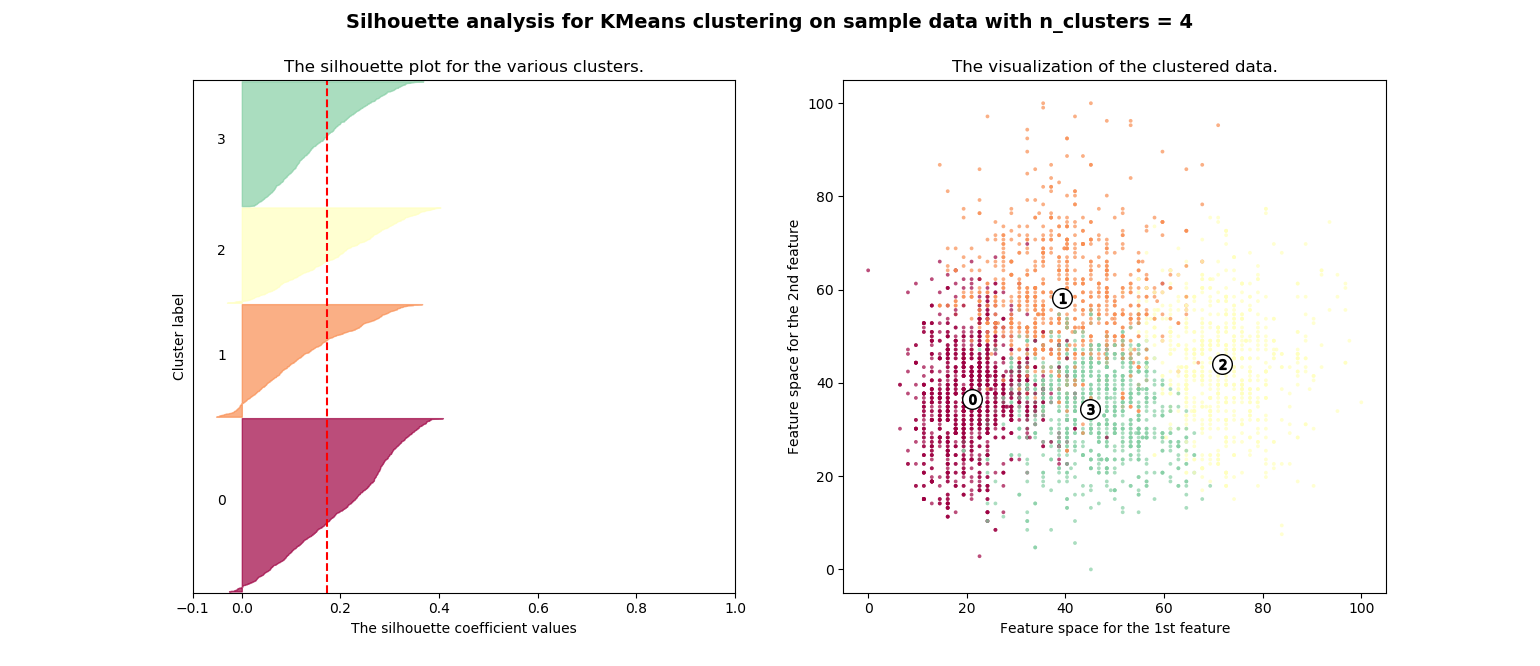 Silhouette analysis for KMeans clustering on sample data with n_clusters = 4
The silhouette plot for the various clusters.
3
2
1
0
Cluster label
−0.1 0.0 0.2 0.4 0.6 0.8 1.0
The silhouette coefficient values
The visualization of the clustered data.
100
80
60
40
20
0
Feature space for the 2nd feature
1
2
0
3
0 20 40 60 80 100
Feature space for the 1st feature